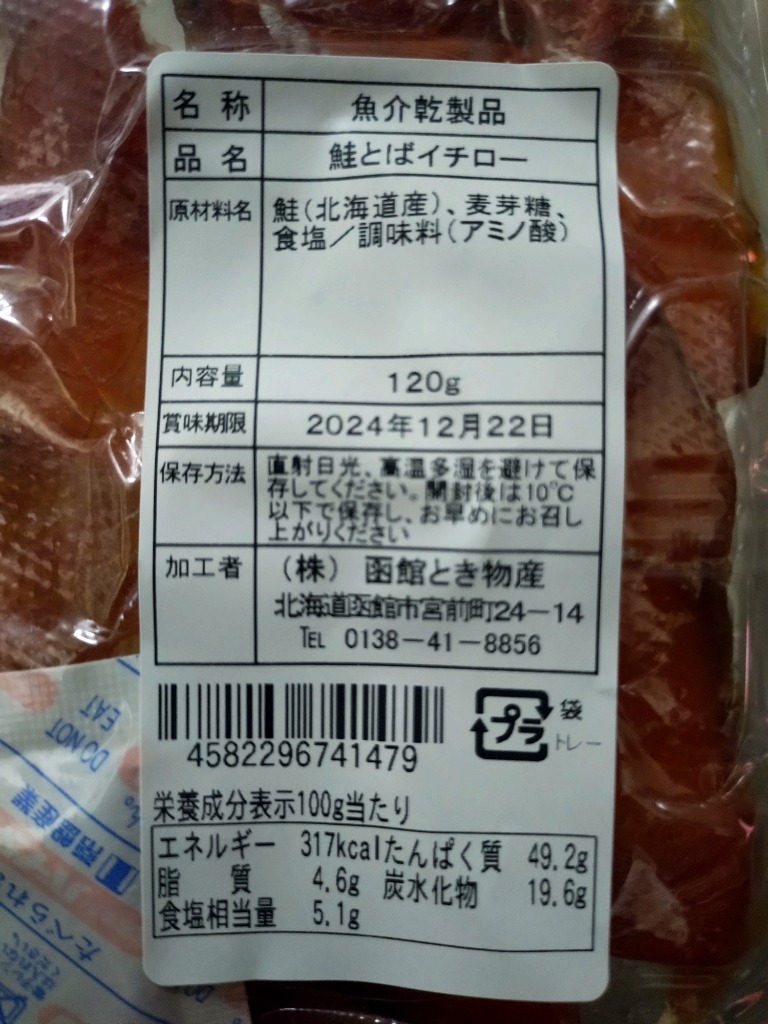 名称 魚介乾製品
品名 鮭とばイチロー
原材料名 鮭(北海道産)、麦芽糖、
食塩/調味料(アミノ酸)
内容量 120g
賞味期限 2024年12月22日
保存方法 直射日光、高温多湿を避けて保
存してください。開封後は10℃
以下で保存し、お早めにお召し
上がりください
加工者 (株) 函館とき物産
北海道函館市宮前町24-14
TEL 0138-41-8856
プラ 袋
トレー
4582296741479
栄養成分表示100g当たり
エネルギー 317kcal たんぱく質 49.2g
脂質 4.6g 炭水化物 19.6g
食塩相当量 5.1g
DO NOT
EAT
たべられ